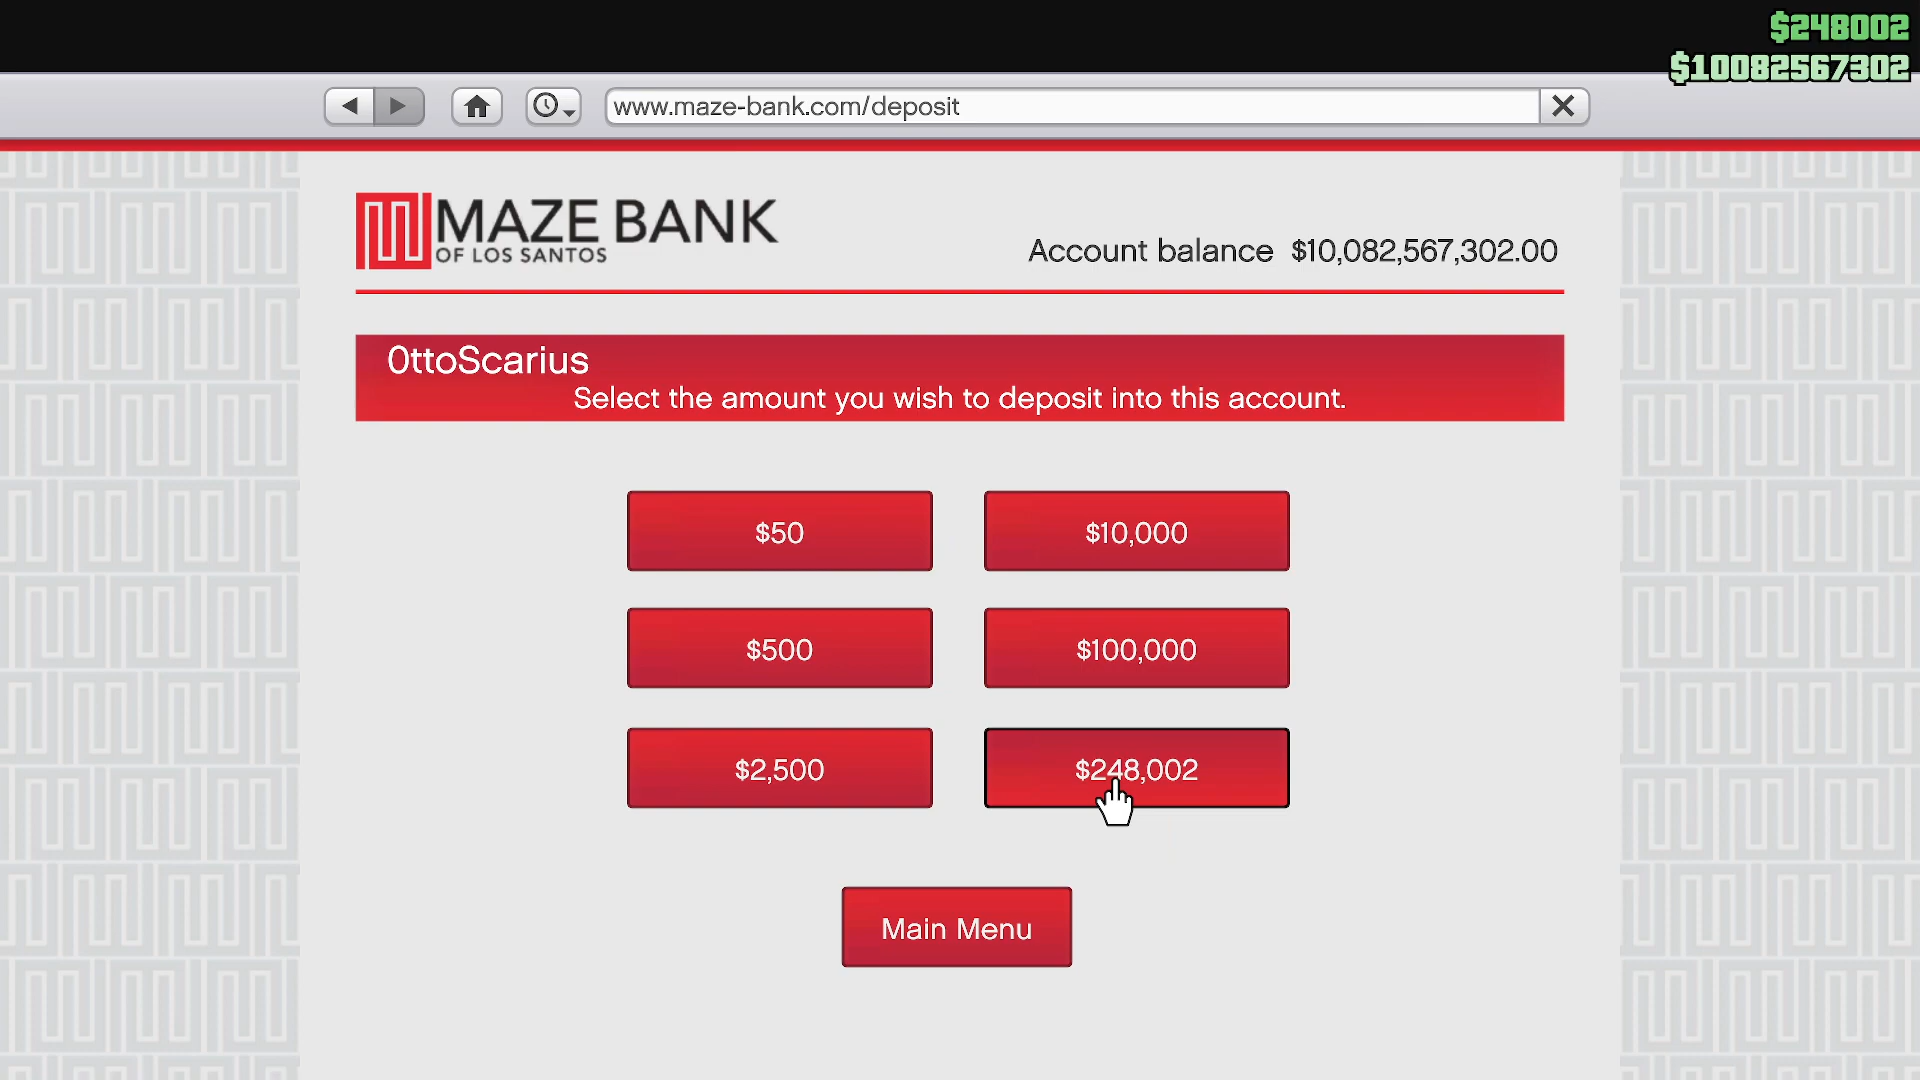 $248002
$10082567302
www.maze-bank.com/deposit
MAZE BANK
OF LOS SANTOS
Account balance $10,082,567,302.00
0ttoScarius
Select the amount you wish to deposit into this account.
$50
$10,000
$500
$100,000
$2,500
$248,002
Main Menu